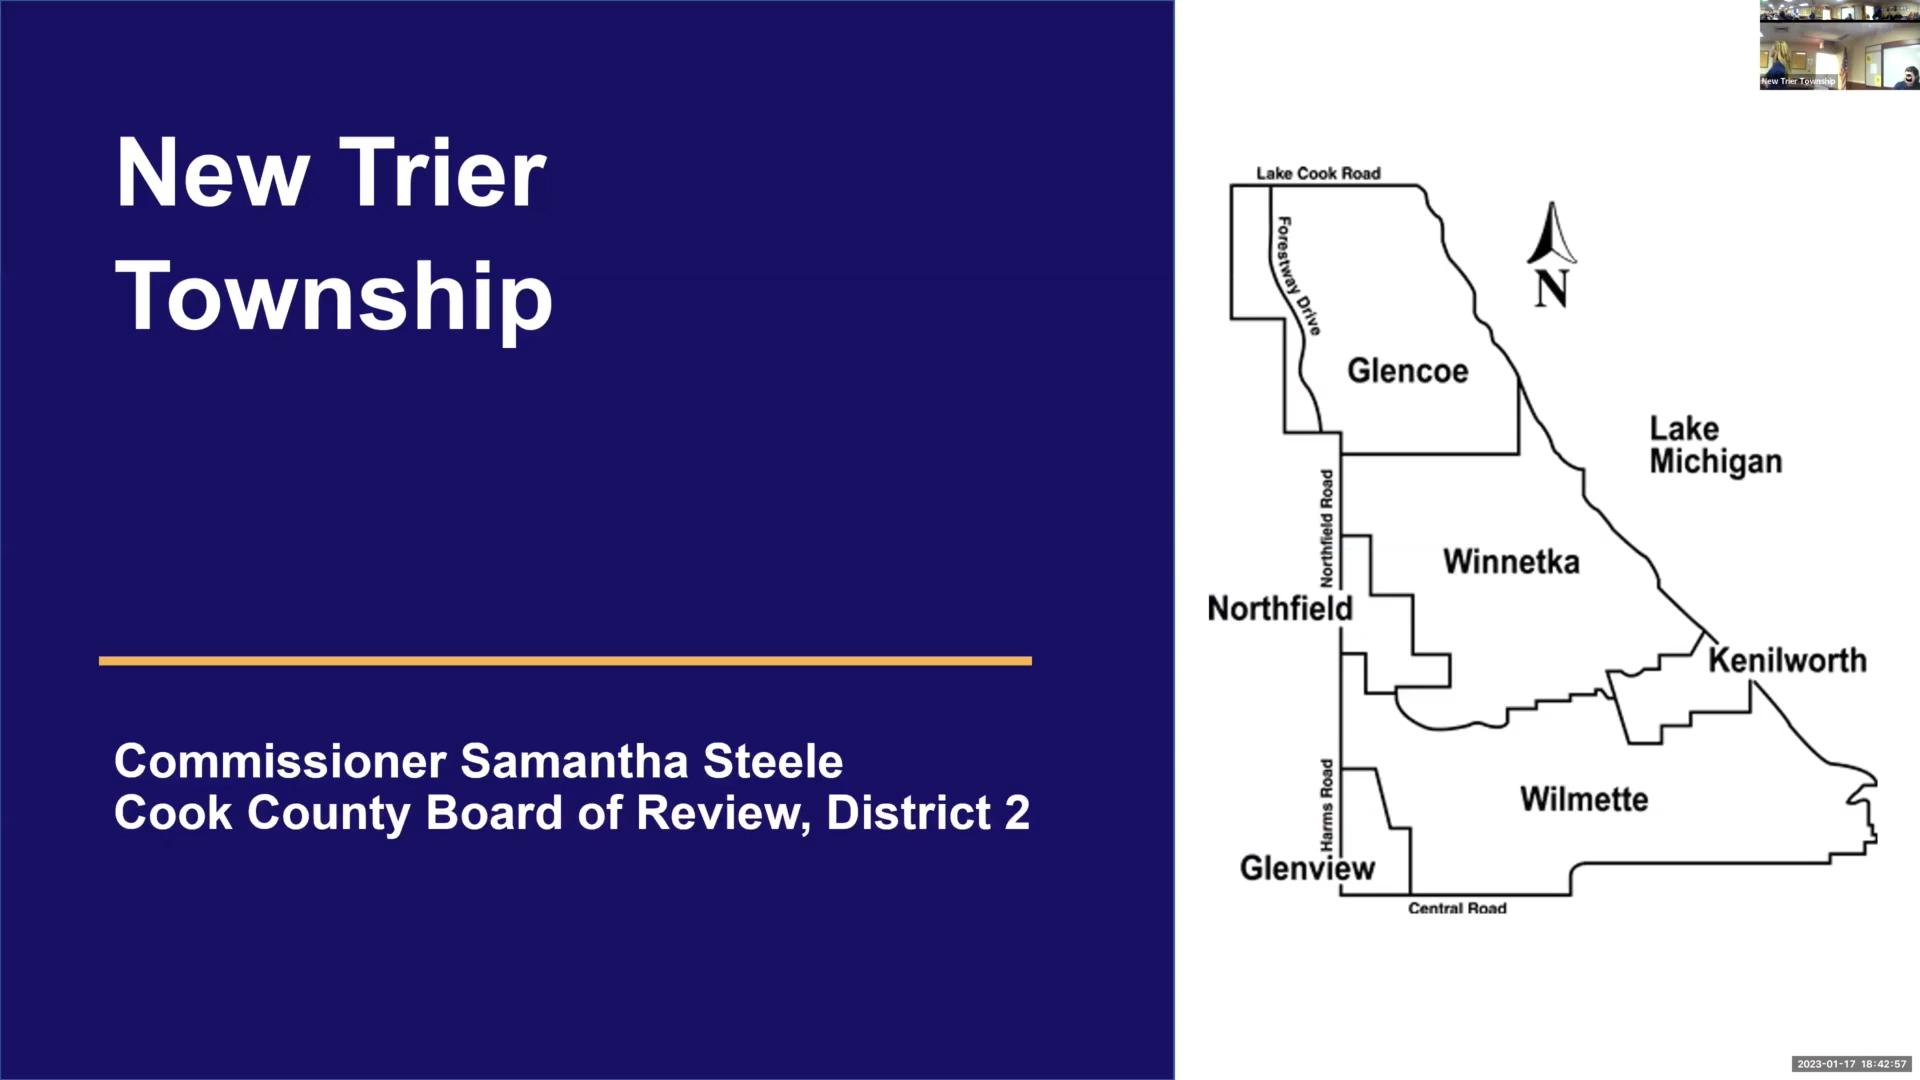 New Trier
Township
Commissioner Samantha Steele
Cook County Board of Review, District 2
Lake Cook Road
Forestway Drive
N
Glencoe
Lake
Michigan
Northfield Road
Winnetka
Northfield
Kenilworth
Harms Road
Wilmette
Glenview
Central Road
New Trier Township
2023-01-17 18:42:57